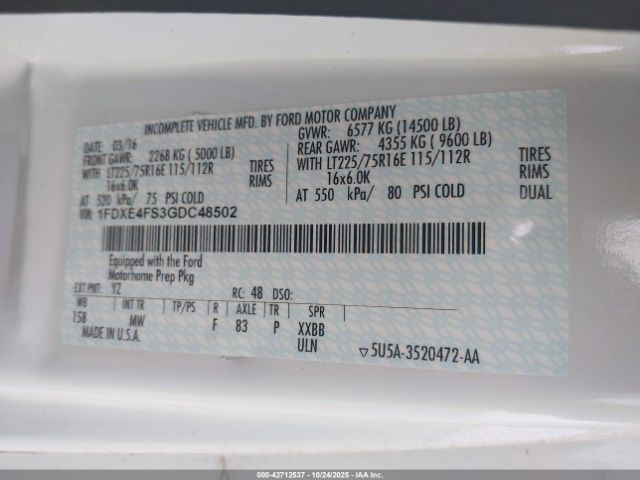 INCOMPLETE VEHICLE MFD. BY FORD MOTOR COMPANY
DATE: 03/16 GVWR: 6577 KG (14500 LB)
FRONT GAWR: 2268 KG ( 5000 LB) REAR GAWR: 4355 KG ( 9600 LB)
WITH LT225/75R16E 115/112R TIRES WITH LT225/75R16E 115/112R TIRES
16x6.0K RIMS 16x6.0K RIMS
AT 520 kPa/ 75 PSI COLD AT 550 kPa/ 80 PSI COLD DUAL
VIN: 1FDXE4FS3GDC48502
Equipped with the Ford
Motorhome Prep Pkg
EXT PNT: YZ RC: 48 DSO:
WB INT TR TP/PS R AXLE TR SPR
158 MW F 83 P XXBB
MADE IN U.S.A. ULN ▽5U5A-3520472-AA
000-42712537 - 10/24/2025 - IAAI, Inc.